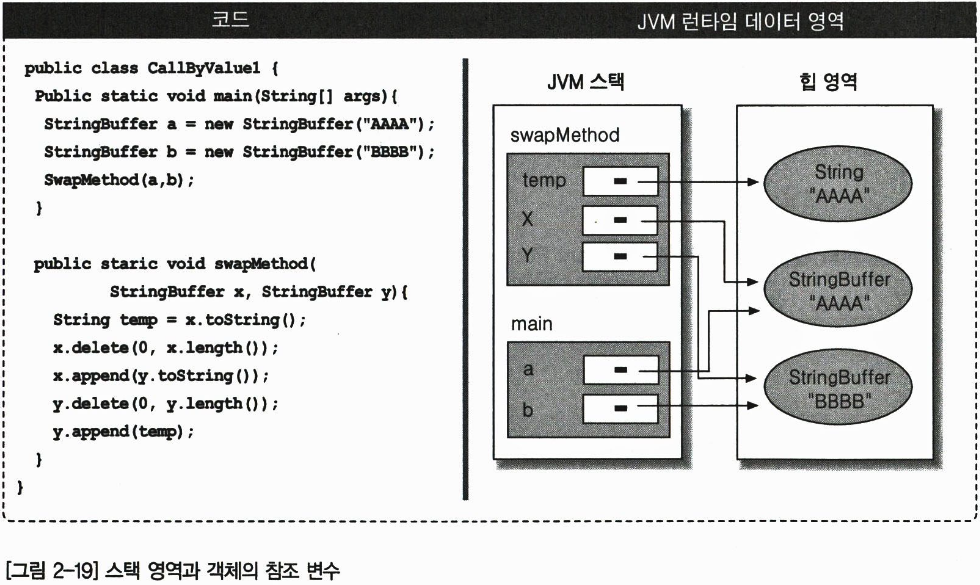 코드
public class CallByValue1 {
Public static void main(String[] args){
StringBuffer a = new StringBuffer("AAAA");
StringBuffer b = new StringBuffer("BBBB");
SwapMethod(a,b);
}
public staric void swapMethod(
StringBuffer x, StringBuffer y){
String temp = x.toString();
x.delete(0, x.length());
x.append(y.toString());
y.delete(0, y.length());
y.append(temp);
}
}
JVM 런타임 데이터 영역
JVM 스택
swapMethod
temp
X
Y
main
a
b
힙 영역
String
"AAAA"
StringBuffer
"AAAA"
StringBuffer
"BBBB"
[그림 2-19] 스택 영역과 객체의 참조 변수